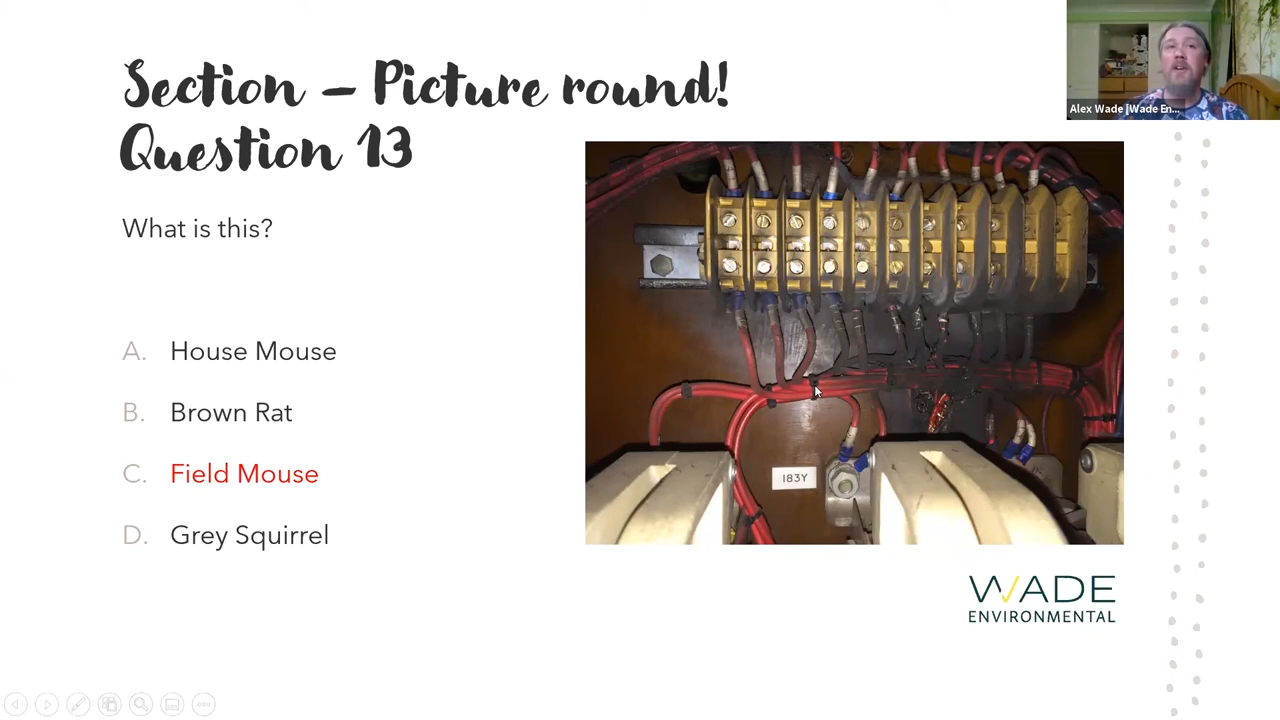 Section – Picture round!
Question 13
What is this?
A. House Mouse
B. Brown Rat
C. Field Mouse
D. Grey Squirrel
183Y
WADE
ENVIRONMENTAL
Alex Wade [Wade En...